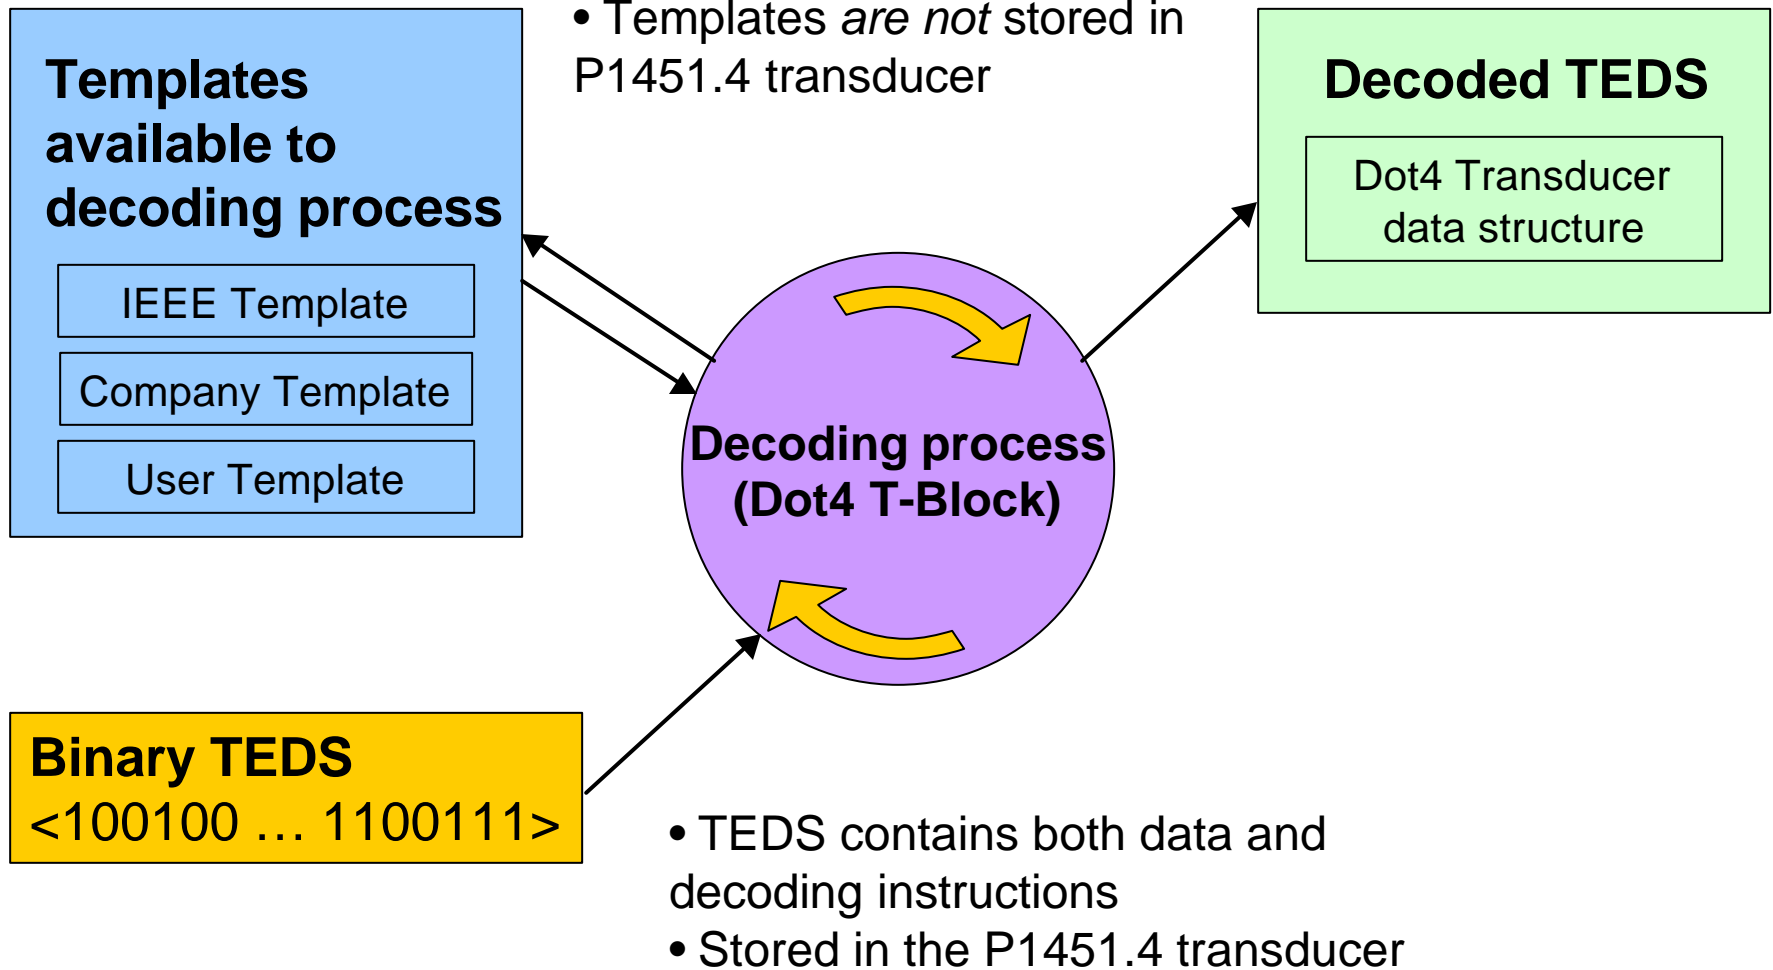 Templates
available to
decoding process
IEEE Template
Company Template
User Template
• Templates are not stored in
P1451.4 transducer
Decoded TEDS
Dot4 Transducer
data structure
Decoding process
(Dot4 T-Block)
Binary TEDS
<100100 … 1100111>
• TEDS contains both data and
decoding instructions
• Stored in the P1451.4 transducer